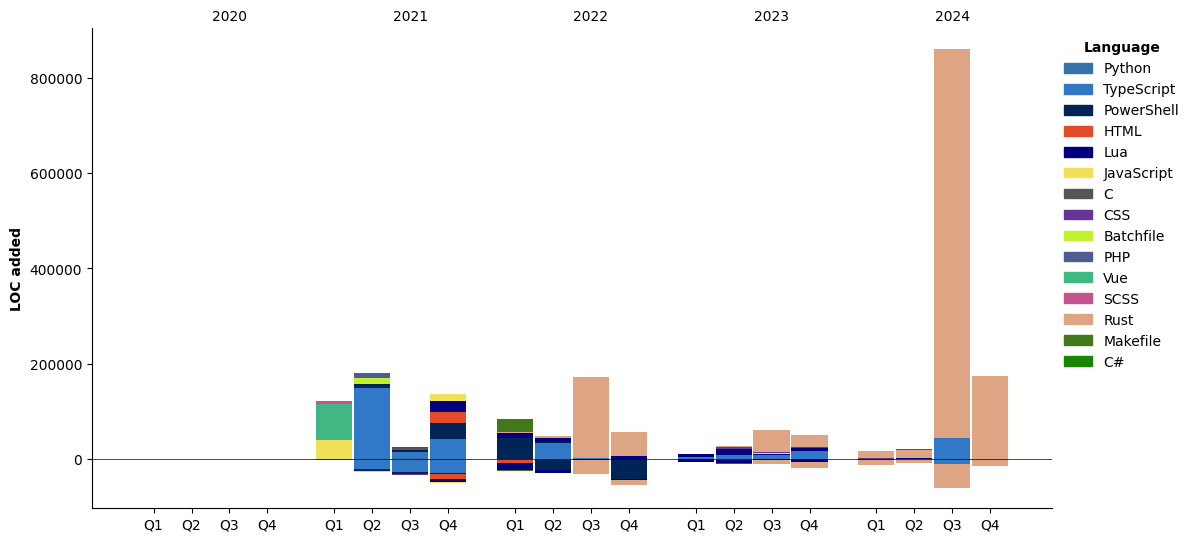 2020 2021 2022 2023 2024
LOC added
800000
600000
400000
200000
0
Q1 Q2 Q3 Q4 Q1 Q2 Q3 Q4 Q1 Q2 Q3 Q4 Q1 Q2 Q3 Q4 Q1 Q2 Q3 Q4
Language
Python
TypeScript
PowerShell
HTML
Lua
JavaScript
C
CSS
Batchfile
PHP
Vue
SCSS
Rust
Makefile
C#